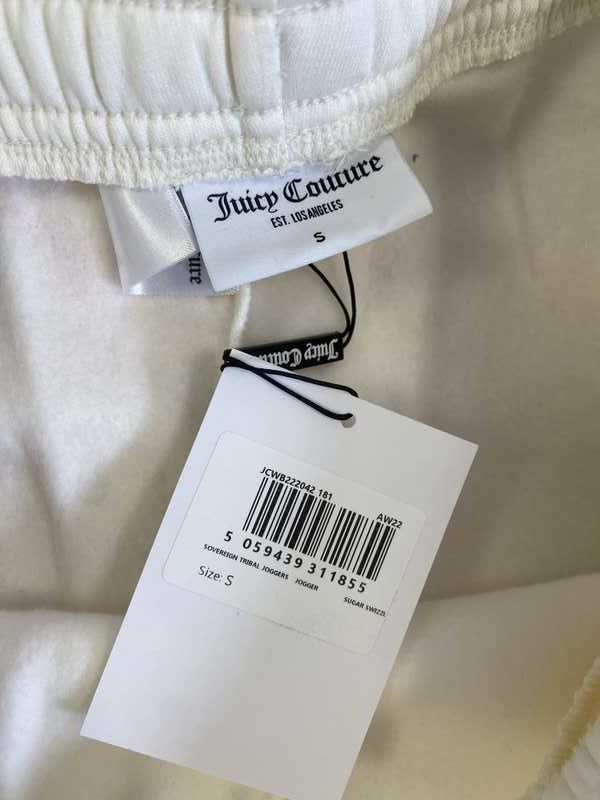 Juicy Couture
EST. LOS ANGELES
S
Juicy Couture
JCWB222042 181
AW22
5 059439 311855
SOVEREIGN TRIBAL JOGGERS JOGGER
SUGAR SWIZZL
Size: S